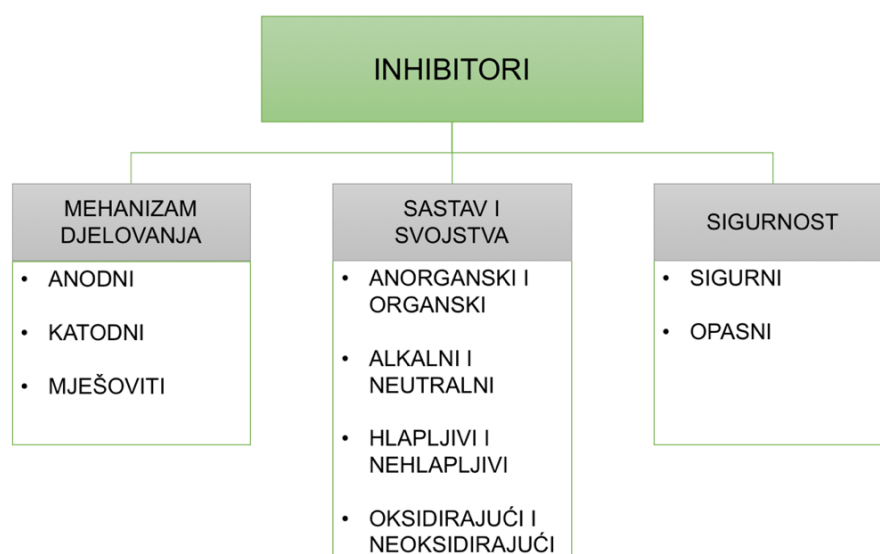 INHIBITORI
MEHANIZAM
DJELOVANJA
• ANODNI
• KATODNI
• MJEŠOVITI
SASTAV I
SVOJSTVA
• ANORGANSKI I
ORGANSKI
• ALKALNI I
NEUTRALNI
• HLAPLJIVI I
NEHLAPLJIVI
• OKSIDIRAJUĆI I
NEOKSIDIRAJUĆI
SIGURNOST
• SIGURNI
• OPASNI